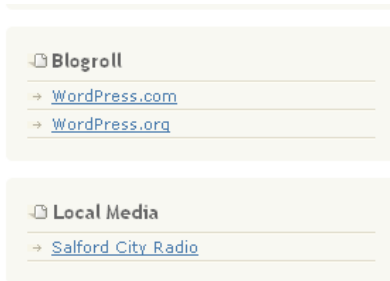 Blogroll
→ WordPress.com
→ WordPress.org
Local Media
→ Salford City Radio